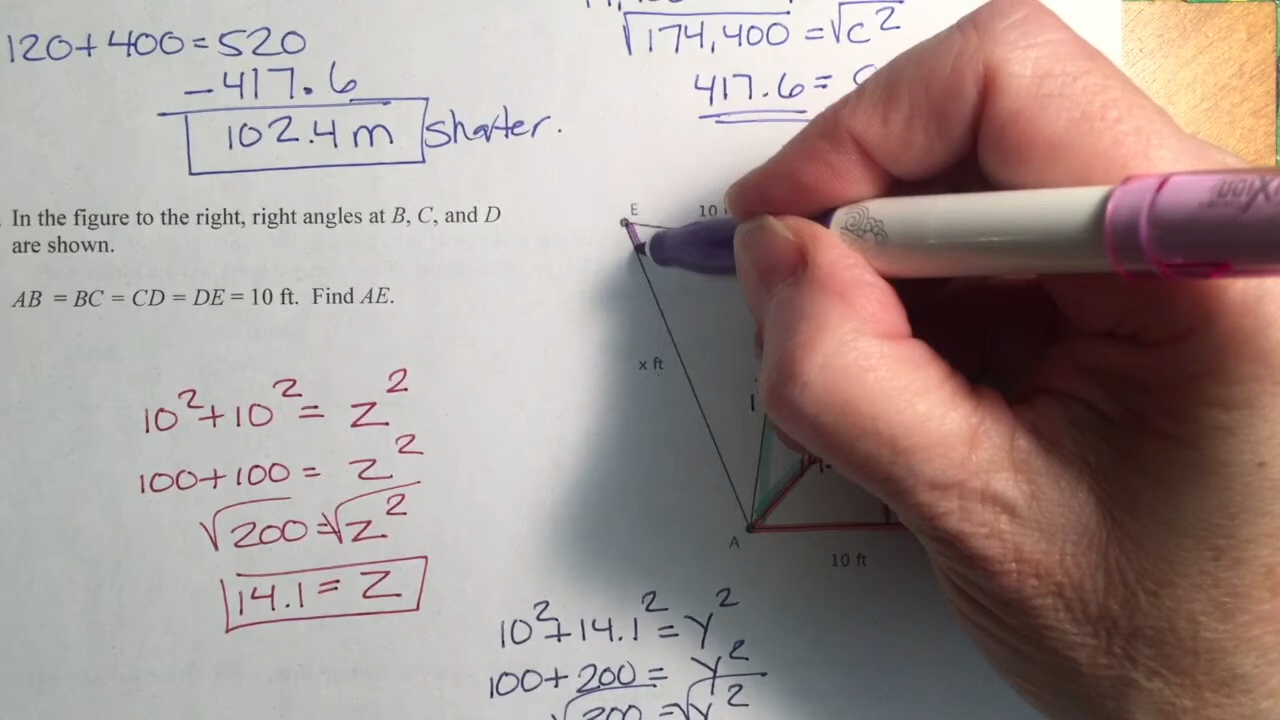 120+400=520
-417.6
102.4 m shorter.
√174,400 = √c²
417.6 =
In the figure to the right, right angles at B, C, and D
are shown.
AB = BC = CD = DE = 10 ft. Find AE.
E
10
x ft
A
10 ft
10²+10² = z²
100+100 = z²
√200 = √z²
14.1 = z
10²+14.1² = y²
100+200 = y²
√300 = √y²